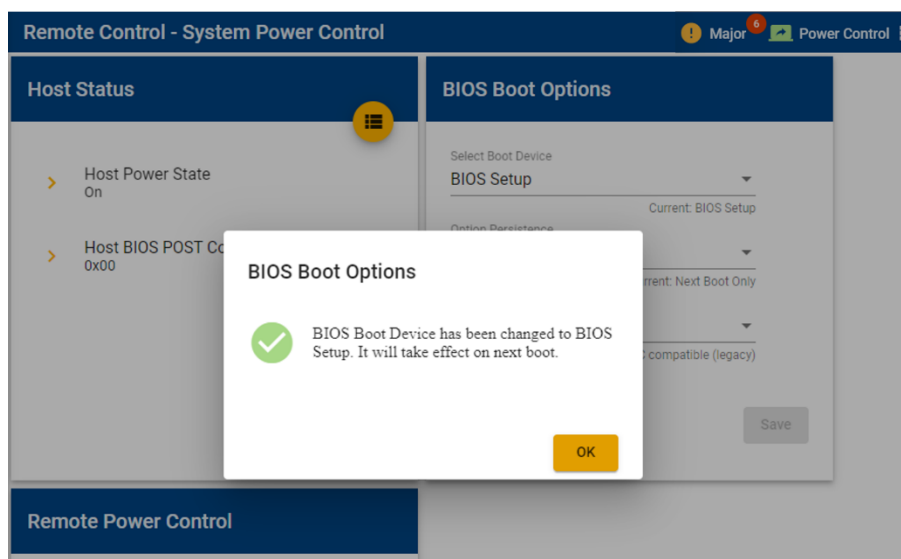 Remote Control - System Power Control
Major 6 Power Control
Host Status
BIOS Boot Options
Host Power State
On
Host BIOS POST
0x00
Select Boot Device
BIOS Setup
Current: BIOS Setup
Option Persistence
Next Boot Only
compatible (legacy)
Save
BIOS Boot Options
BIOS Boot Device has been changed to BIOS
Setup. It will take effect on next boot.
OK
Remote Power Control